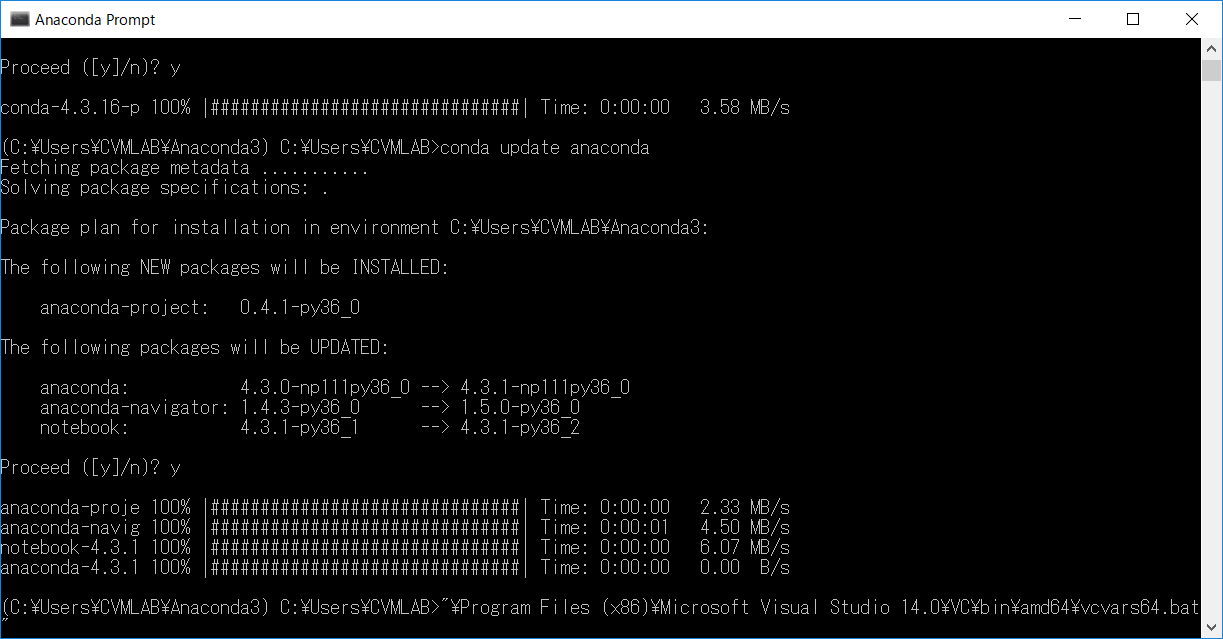 Anaconda Prompt
Proceed ([y]/n)? y
conda-4.3.16-p 100% |###############################| Time: 0:00:00   3.58 MB/s
(C:¥Users¥CVMLAB¥Anaconda3) C:¥Users¥CVMLAB>conda update anaconda
Fetching package metadata ...........
Solving package specifications: .
Package plan for installation in environment C:¥Users¥CVMLAB¥Anaconda3:
The following NEW packages will be INSTALLED:
    anaconda-project:   0.4.1-py36_0
The following packages will be UPDATED:
    anaconda:           4.3.0-np111py36_0 --> 4.3.1-np111py36_0
    anaconda-navigator: 1.4.3-py36_0      --> 1.5.0-py36_0
    notebook:           4.3.1-py36_1      --> 4.3.1-py36_2
Proceed ([y]/n)? y
anaconda-proje 100% |###############################| Time: 0:00:00   2.33 MB/s
anaconda-navig 100% |###############################| Time: 0:00:01   4.50 MB/s
notebook-4.3.1 100% |###############################| Time: 0:00:00   6.07 MB/s
anaconda-4.3.1 100% |###############################| Time: 0:00:00   0.00  B/s
(C:¥Users¥CVMLAB¥Anaconda3) C:¥Users¥CVMLAB>"¥Program Files (x86)¥Microsoft Visual Studio 14.0¥VC¥bin¥amd64¥vcvars64.bat
"